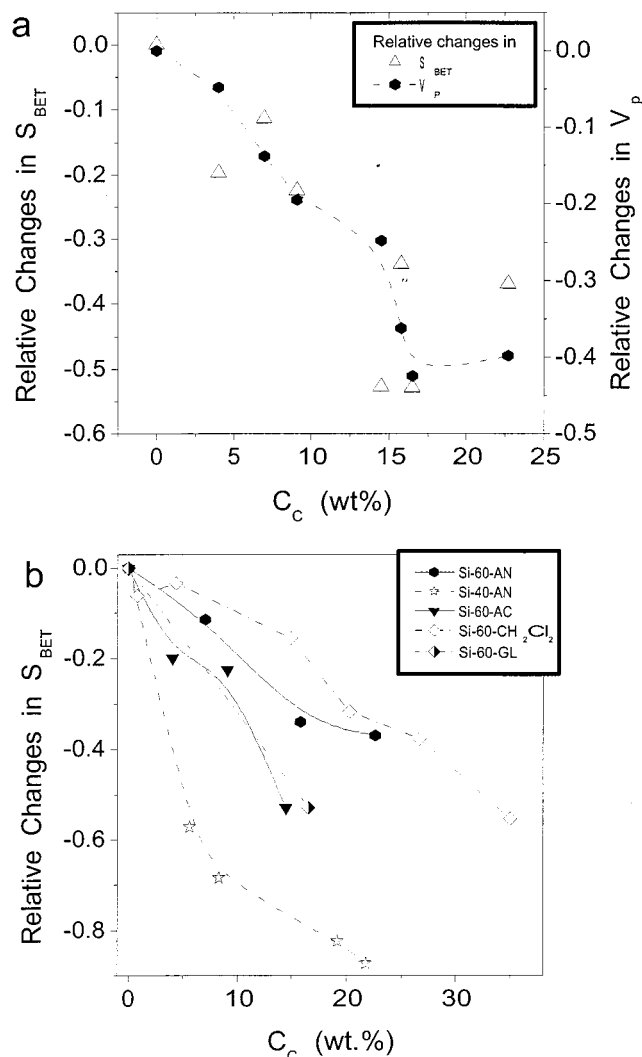 a
Relative changes in
S BET
V P
0.0
-0.1
-0.2
-0.3
-0.4
-0.5
-0.6
Relative Changes in S BET
0.0
-0.1
-0.2
-0.3
-0.4
-0.5
Relative Changes in V p
0 5 10 15 20 25
C C (wt%)
b
Si-60-AN
Si-40-AN
Si-60-AC
Si-60-CH 2 Cl 2
Si-60-GL
0.0
-0.2
-0.4
-0.6
-0.8
Relative Changes in S BET
0 10 20 30
C C (wt.%)